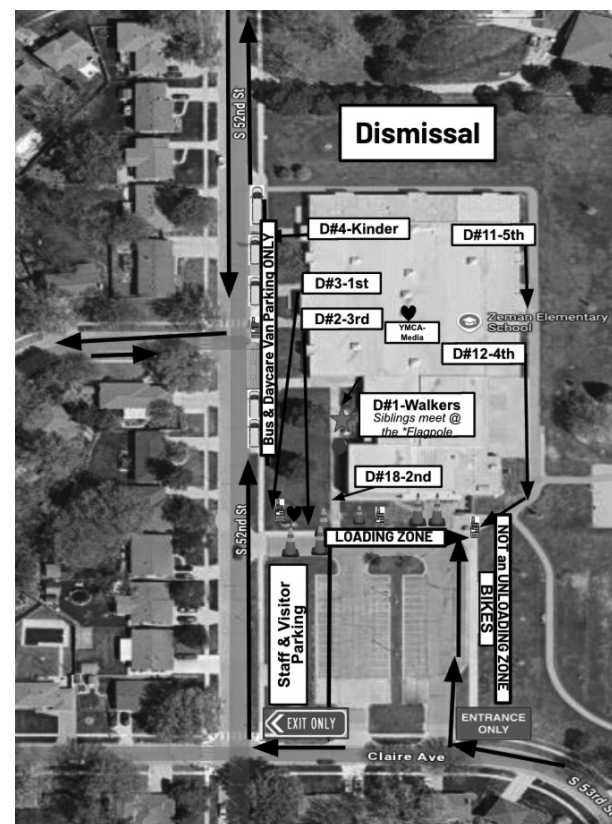 S 52nd St
Dismissal
D#4-Kinder
D#11-5th
D#3-1st
D#2-3rd
Bus & Daycare Van Parking ONLY
YMCA-
Media
Zeman Elementary
School
D#12-4th
D#1-Walkers
Siblings meet @
the *Flagpole
D#18-2nd
S 52nd St
LOADING ZONE
NOT an UNLOADING ZONE
BIKES
Staff & Visitor
Parking
EXIT ONLY
ENTRANCE
ONLY
Claire Ave
S 53rd St